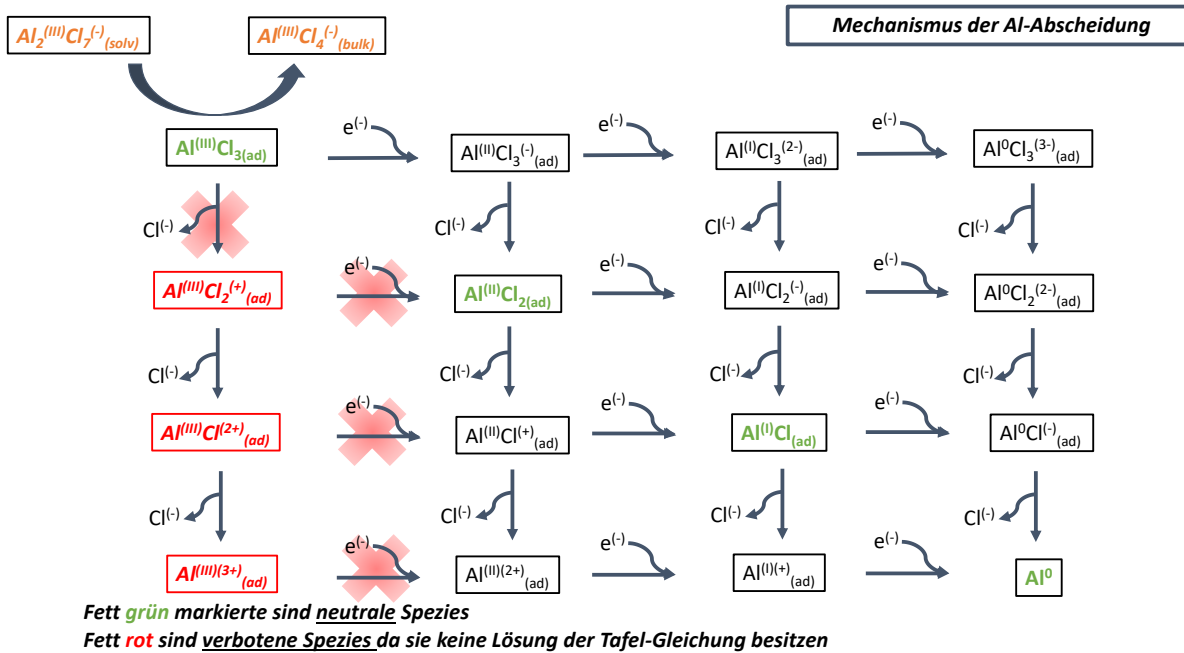 Mechanismus der Al-Abscheidung
Al₂⁽ᴵᴵᴵ⁾Cl₇⁽⁻⁾(solv) Al⁽ᴵᴵᴵ⁾Cl₄⁽⁻⁾(bulk)
e⁽⁻⁾ e⁽⁻⁾ e⁽⁻⁾
Al⁽ᴵᴵᴵ⁾Cl₃(ad) Al⁽ᴵᴵ⁾Cl₃⁽⁻⁾(ad) Al⁽ᴵ⁾Cl₃⁽²⁻⁾(ad) Al⁰Cl₃⁽³⁻⁾(ad)
Cl⁽⁻⁾ Cl⁽⁻⁾ Cl⁽⁻⁾ Cl⁽⁻⁾
e⁽⁻⁾ e⁽⁻⁾ e⁽⁻⁾
Al⁽ᴵᴵᴵ⁾Cl₂⁽⁺⁾(ad) Al⁽ᴵᴵ⁾Cl₂(ad) Al⁽ᴵ⁾Cl₂⁽⁻⁾(ad) Al⁰Cl₂⁽²⁻⁾(ad)
Cl⁽⁻⁾ Cl⁽⁻⁾ Cl⁽⁻⁾ Cl⁽⁻⁾
e⁽⁻⁾ e⁽⁻⁾ e⁽⁻⁾
Al⁽ᴵᴵᴵ⁾Cl⁽²⁺⁾(ad) Al⁽ᴵᴵ⁾Cl⁽⁺⁾(ad) Al⁽ᴵ⁾Cl(ad) Al⁰Cl⁽⁻⁾(ad)
Cl⁽⁻⁾ Cl⁽⁻⁾ Cl⁽⁻⁾ Cl⁽⁻⁾
e⁽⁻⁾ e⁽⁻⁾ e⁽⁻⁾
Al⁽ᴵᴵᴵ⁾⁽³⁺⁾(ad) Al⁽ᴵᴵ⁾⁽²⁺⁾(ad) Al⁽ᴵ⁾⁽⁺⁾(ad) Al⁰
Fett grün markierte sind neutrale Spezies
Fett rot sind verbotene Spezies da sie keine Lösung der Tafel-Gleichung besitzen